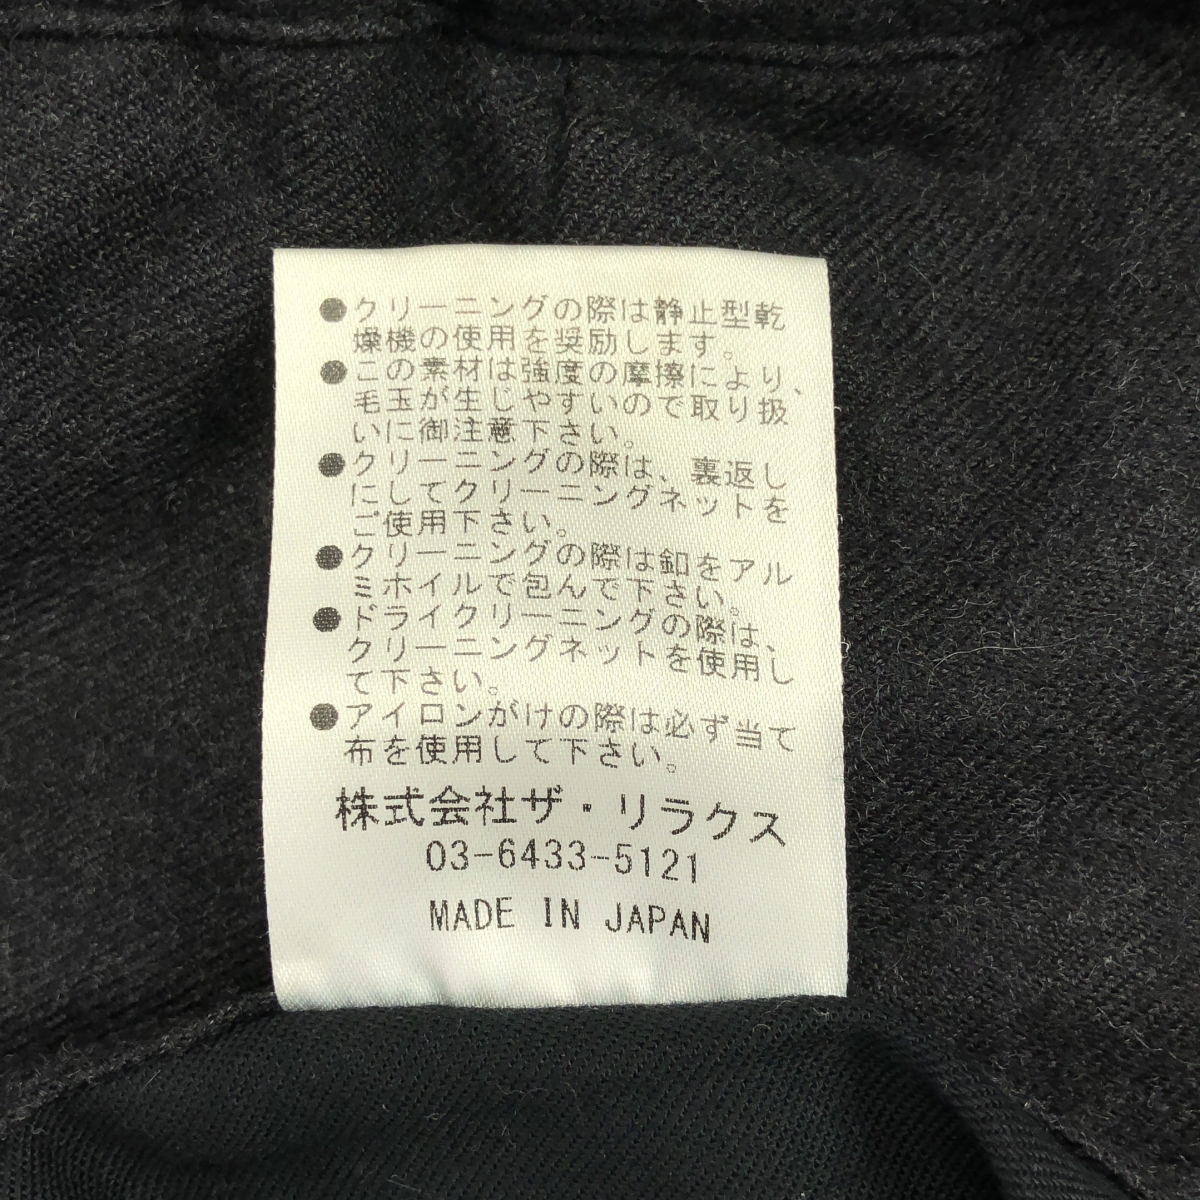 ●クリーニングの際は静止型乾
燥機の使用を奨励します。
●この素材は強度の摩擦により、
毛玉が生じやすいので取り扱
いに御注意下さい。
●クリーニングの際は、裏返し
にしてクリーニングネットを
ご使用下さい。
●クリーニングの際は釦をアル
ミホイルで包んで下さい。
●ドライクリーニングの際は、
クリーニングネットを使用し
て下さい。
●アイロンがけの際は必ず当て
布を使用して下さい。
株式会社ザ・リラクス
03-6433-5121
MADE IN JAPAN